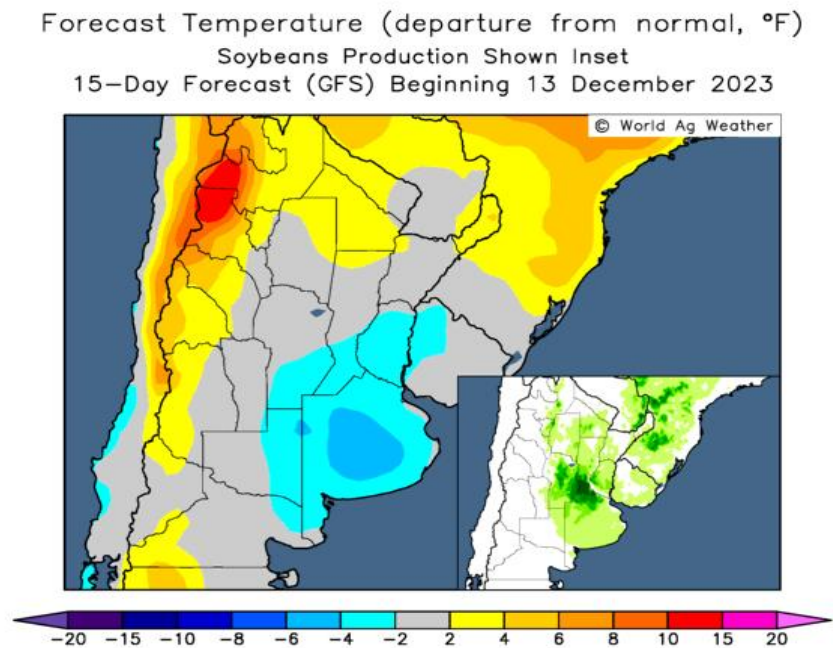 Forecast Temperature (departure from normal, °F)
Soybeans Production Shown Inset
15-Day Forecast (GFS) Beginning 13 December 2023
© World Ag Weather
-20 -15 -10 -8 -6 -4 -2 2 4 6 8 10 15 20